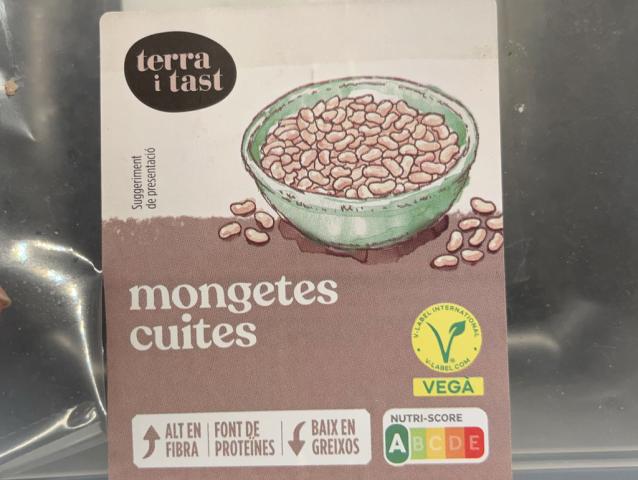 terra
i tast
Suggeriment
de presentació
mongetes
cuites
V-LABEL INTERNATIONAL
V-LABEL.COM
VEGÀ
ALT EN
FIBRA
FONT DE
PROTEÏNES
BAIX EN
GREIXOS
NUTRI-SCORE
A B C D E